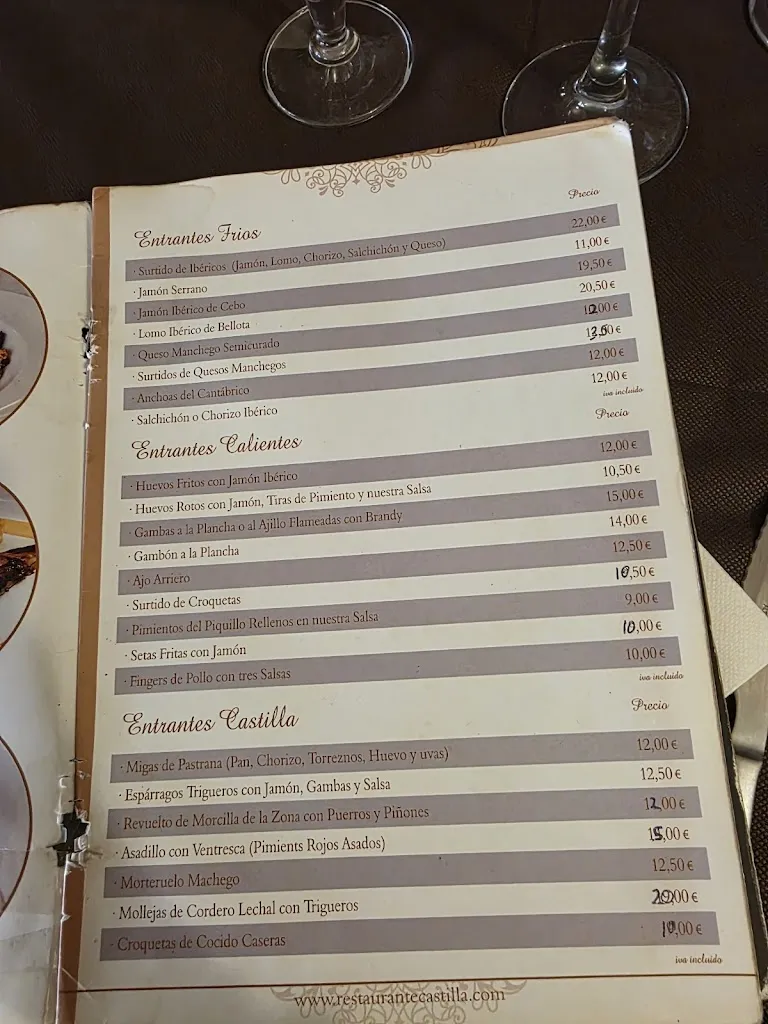 Precio
Entrantes Frios
· Surtido de Ibéricos (Jamón, Lomo, Chorizo, Salchichón y Queso) 22,00 €
· Jamón Serrano 11,00 €
· Jamón Ibérico de Cebo 19,50 €
· Lomo Ibérico de Bellota 20,50 €
· Queso Manchego Semicurado 12,00 €
· Surtidos de Quesos Manchegos
· Anchoas del Cantábrico 12,00 €
· Salchichón o Chorizo Ibérico 12,00 €
iva incluido
Precio
Entrantes Calientes
· Huevos Fritos con Jamón Ibérico 12,00 €
· Huevos Rotos con Jamón, Tiras de Pimiento y nuestra Salsa 10,50 €
· Gambas a la Plancha o al Ajillo Flameadas con Brandy 15,00 €
· Gambón a la Plancha 14,00 €
· Ajo Arriero 12,50 €
· Surtido de Croquetas 10,50 €
· Pimientos del Piquillo Rellenos en nuestra Salsa 9,00 €
· Setas Fritas con Jamón 10,00 €
· Fingers de Pollo con tres Salsas 10,00 €
iva incluido
Precio
Entrantes Castilla
· Migas de Pastrana (Pan, Chorizo, Torreznos, Huevo y uvas) 12,00 €
· Espárragos Trigueros con Jamón, Gambas y Salsa 12,50 €
· Revuelto de Morcilla de la Zona con Puerros y Piñones 12,00 €
· Asadillo con Ventresca (Pimients Rojos Asados) 15,00 €
· Morteruelo Machego 12,50 €
· Mollejas de Cordero Lechal con Trigueros 20,00 €
· Croquetas de Cocido Caseras 10,00 €
iva incluido
www.restaurantecastilla.com